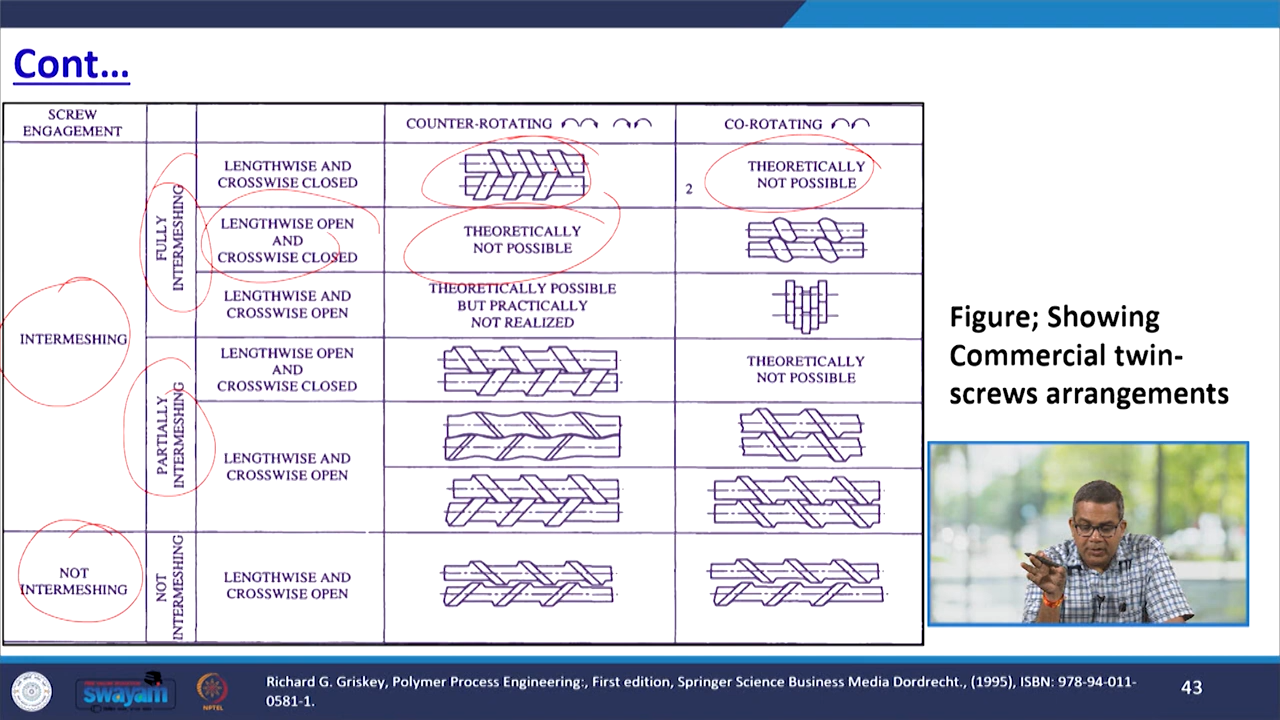 Cont...
SCREW
ENGAGEMENT
COUNTER-ROTATING
CO-ROTATING
INTERMESHING
FULLY
INTERMESHING
LENGTHWISE AND
CROSSWISE CLOSED
2
THEORETICALLY
NOT POSSIBLE
LENGTHWISE OPEN
AND
CROSSWISE CLOSED
THEORETICALLY
NOT POSSIBLE
LENGTHWISE AND
CROSSWISE OPEN
THEORETICALLY POSSIBLE
BUT PRACTICALLY
NOT REALIZED
PARTIALLY
INTERMESHING
LENGTHWISE OPEN
AND
CROSSWISE CLOSED
THEORETICALLY
NOT POSSIBLE
LENGTHWISE AND
CROSSWISE OPEN
NOT
INTERMESHING
NOT
INTERMESHING
LENGTHWISE AND
CROSSWISE OPEN
Figure; Showing
Commercial twin-
screws arrangements
swayam
NPTEL
Richard G. Griskey, Polymer Process Engineering:, First edition, Springer Science Business Media Dordrecht., (1995), ISBN: 978-94-011-
0581-1.
43